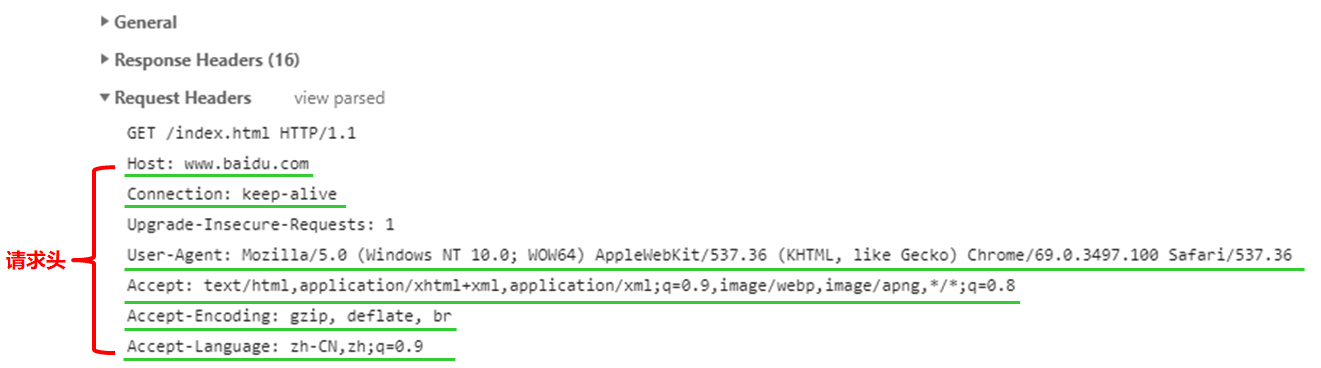 General
Response Headers (16)
Request Headers view parsed
GET /index.html HTTP/1.1
Host: www.baidu.com
Connection: keep-alive
Upgrade-Insecure-Requests: 1
请求头
User-Agent: Mozilla/5.0 (Windows NT 10.0; WOW64) AppleWebKit/537.36 (KHTML, like Gecko) Chrome/69.0.3497.100 Safari/537.36
Accept: text/html,application/xhtml+xml,application/xml;q=0.9,image/webp,image/apng,*/*;q=0.8
Accept-Encoding: gzip, deflate, br
Accept-Language: zh-CN,zh;q=0.9